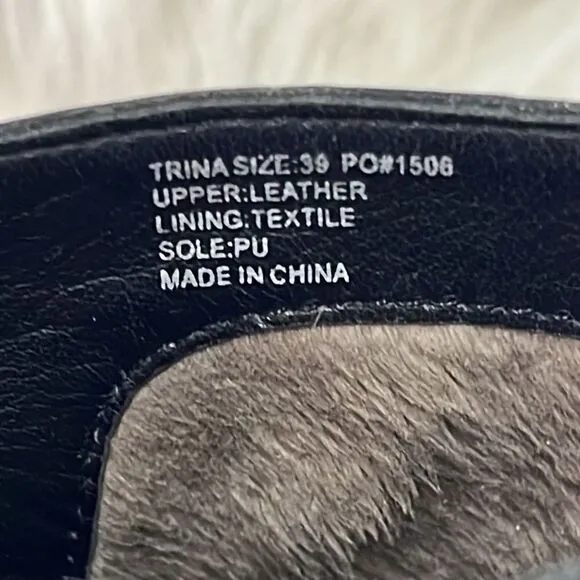 TRINA SIZE:39 PO#1506
UPPER:LEATHER
LINING:TEXTILE
SOLE:PU
MADE IN CHINA